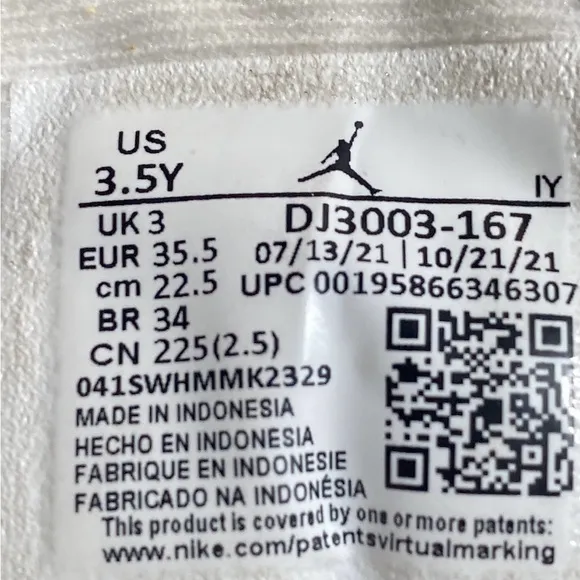 US
3.5Y
IY
UK 3
DJ3003-167
EUR 35.5
07/13/21 | 10/21/21
cm 22.5
UPC 00195866346307
BR 34
CN 225(2.5)
041SWHMMK2329
MADE IN INDONESIA
HECHO EN INDONESIA
FABRIQUE EN INDONESIE
FABRICADO NA INDONÉSIA
This product is covered by one or more patents:
www.nike.com/patentsvirtualmarking